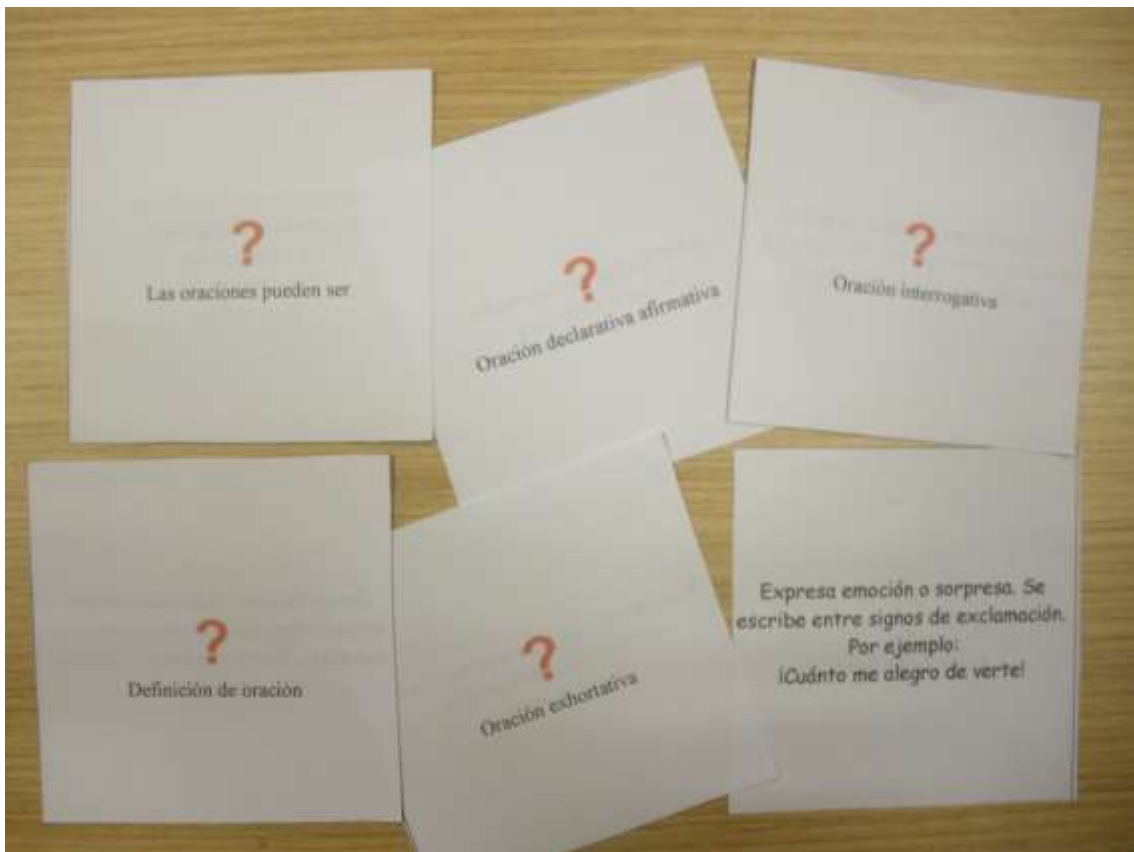 ?
Las oraciones pueden ser
?
Oración declarativa afirmativa
?
Oración interrogativa
?
Definición de oración
?
Oración exhortativa
Expresa emoción o sorpresa. Se
escribe entre signos de exclamación.
Por ejemplo:
¡Cuánto me alegro de verte!